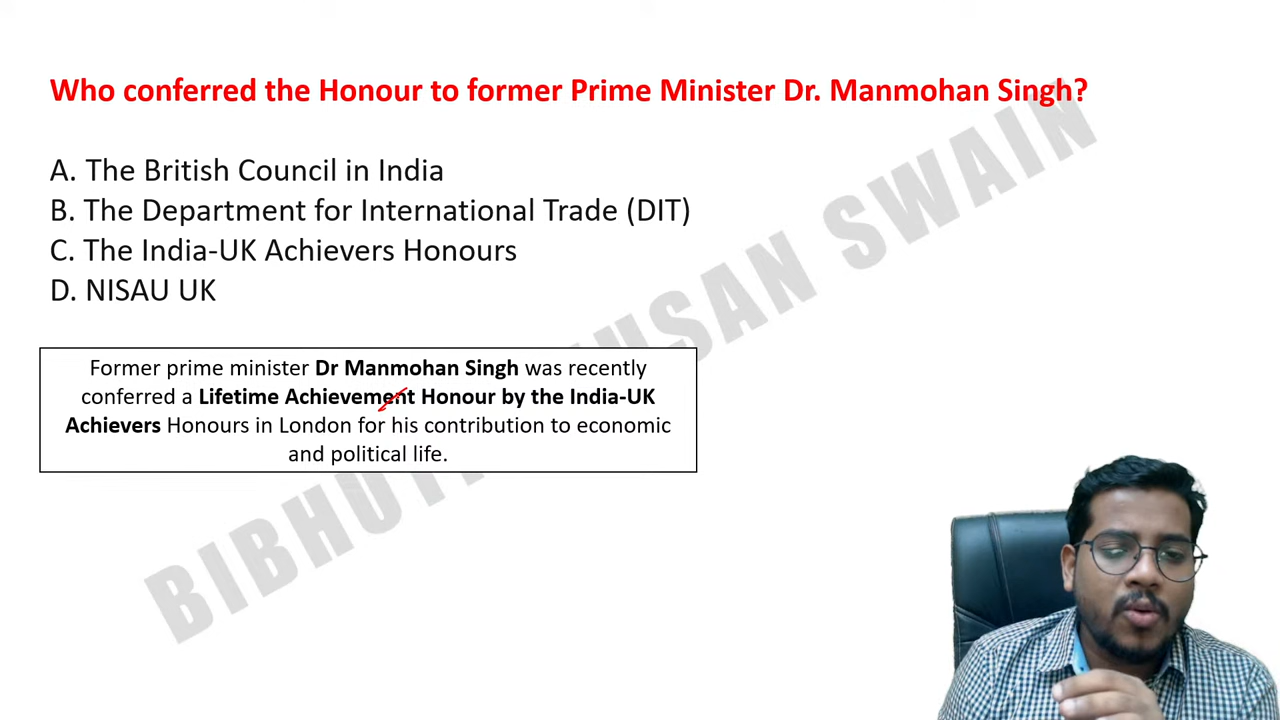 Who conferred the Honour to former Prime Minister Dr. Manmohan Singh?
A. The British Council in India
B. The Department for International Trade (DIT)
C. The India-UK Achievers Honours
D. NISAU UK
Former prime minister Dr Manmohan Singh was recently
conferred a Lifetime Achievement Honour by the India-UK
Achievers Honours in London for his contribution to economic
and political life.
SWAIN